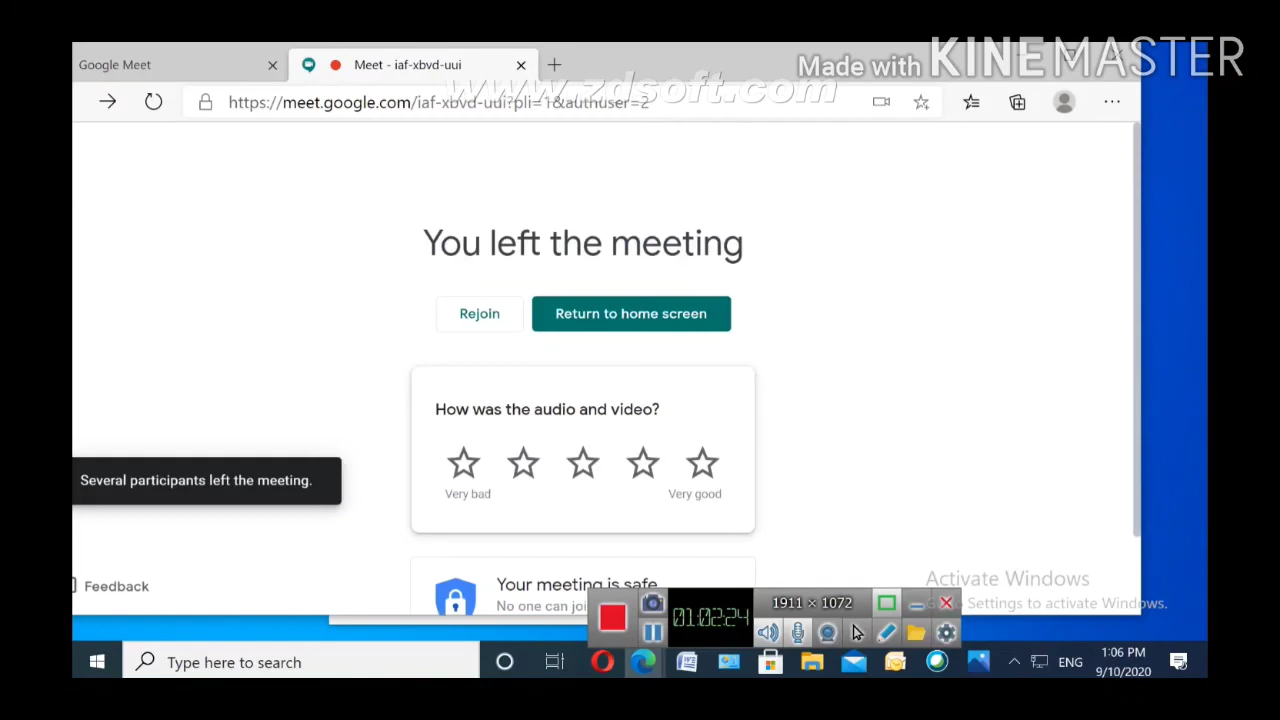 Made with KINEMASTER
Google Meet
Meet - iaf-xbvd-uui
www.zdsoft.com
https://meet.google.com/iaf-xbvd-uui?pli=1&authuser=2
You left the meeting
Rejoin
Return to home screen
How was the audio and video?
Very bad
Very good
Several participants left the meeting.
Feedback
Your meeting is safe
No one can joi
Activate Windows
Settings to activate Windows.
1911 × 1072
01:02:24
Type here to search
ENG
1:06 PM
9/10/2020